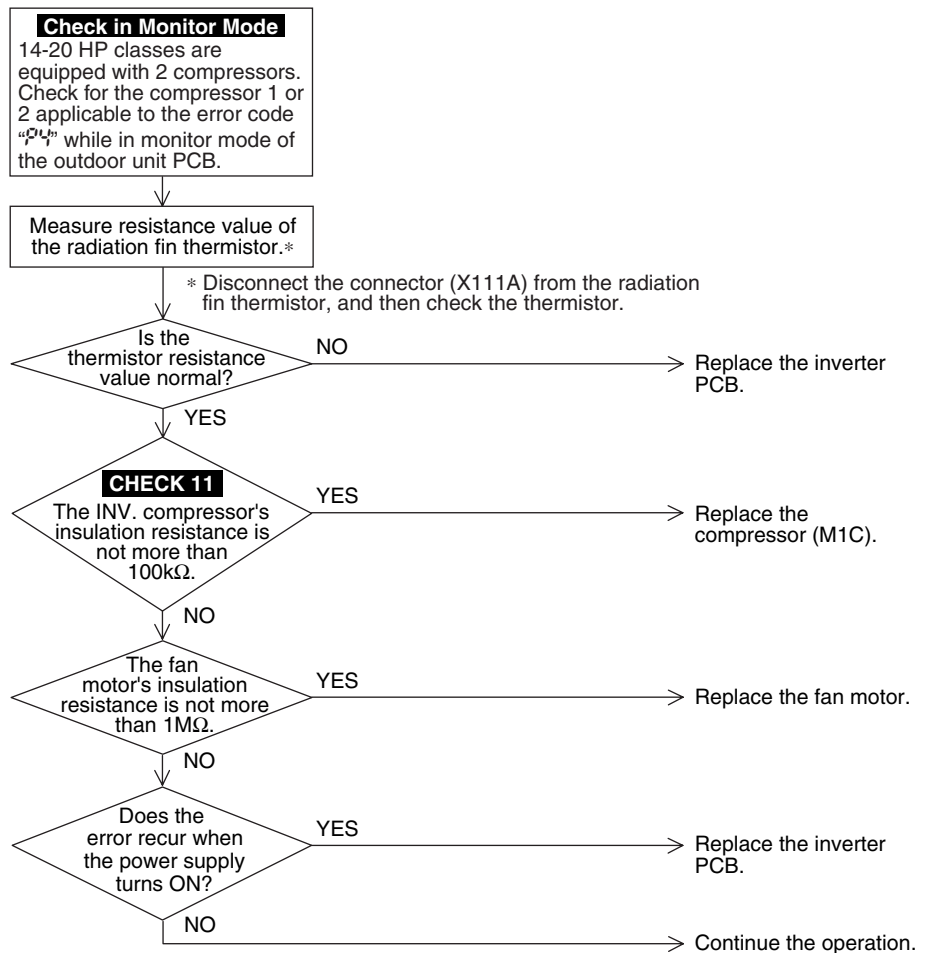 Check in Monitor Mode
14-20 HP classes are
equipped with 2 compressors.
Check for the compressor 1 or
2 applicable to the error code
“P4” while in monitor mode of
the outdoor unit PCB.
Measure resistance value of
the radiation fin thermistor.*
* Disconnect the connector (X111A) from the radiation
fin thermistor, and then check the thermistor.
Is the
thermistor resistance
value normal?
NO
Replace the inverter
PCB.
YES
CHECK 11
The INV. compressor's
insulation resistance is
not more than
100kΩ.
YES
Replace the
compressor (M1C).
NO
The fan
motor's insulation
resistance is not more
than 1MΩ.
YES
Replace the fan motor.
NO
Does the
error recur when
the power supply
turns ON?
YES
Replace the inverter
PCB.
NO
Continue the operation.